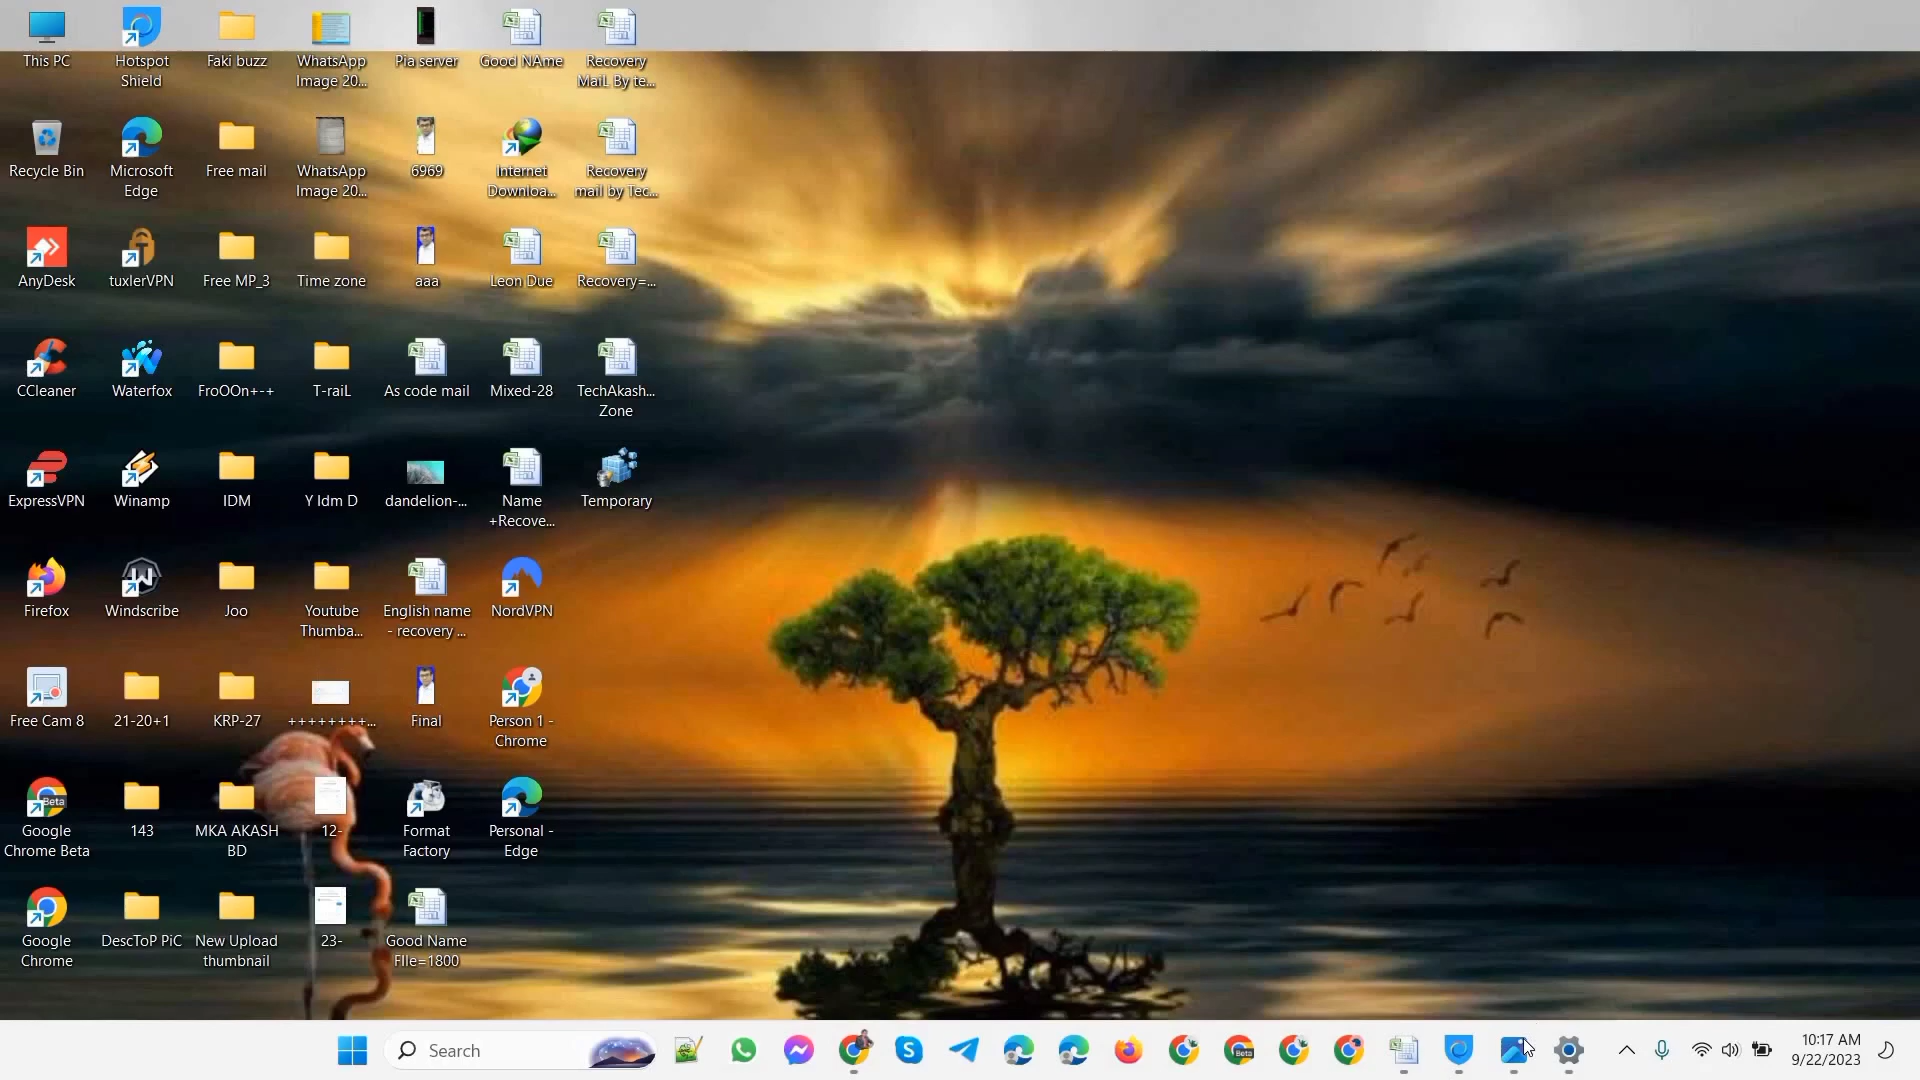 This PC
Hotspot
Shield
Faki buzz
WhatsApp
Image 20...
Pia server
Good NAme
Recovery
MaiL By te...
Recycle Bin
Microsoft
Edge
Free mail
WhatsApp
Image 20...
6969
Internet
Downloa...
Recovery
mail by Tec...
AnyDesk
tuxlerVPN
Free MP_3
Time zone
aaa
Leon Due
Recovery=...
CCleaner
Waterfox
FroOOn+-+
T-raiL
As code mail
Mixed-28
TechAkash...
Zone
ExpressVPN
Winamp
IDM
Y Idm D
dandelion-...
Name
+Recove...
Temporary
Firefox
Windscribe
Joo
Youtube
Thumba...
English name
- recovery ...
NordVPN
Free Cam 8
21-20+1
KRP-27
++++++++...
Final
Person 1 -
Chrome
Beta
Google
Chrome Beta
143
MKA AKASH
BD
12-
Format
Factory
Personal -
Edge
Google
Chrome
DescToP PiC
New Upload
thumbnail
23-
Good Name
FIle=1800
Search
Beta
10:17 AM
9/22/2023